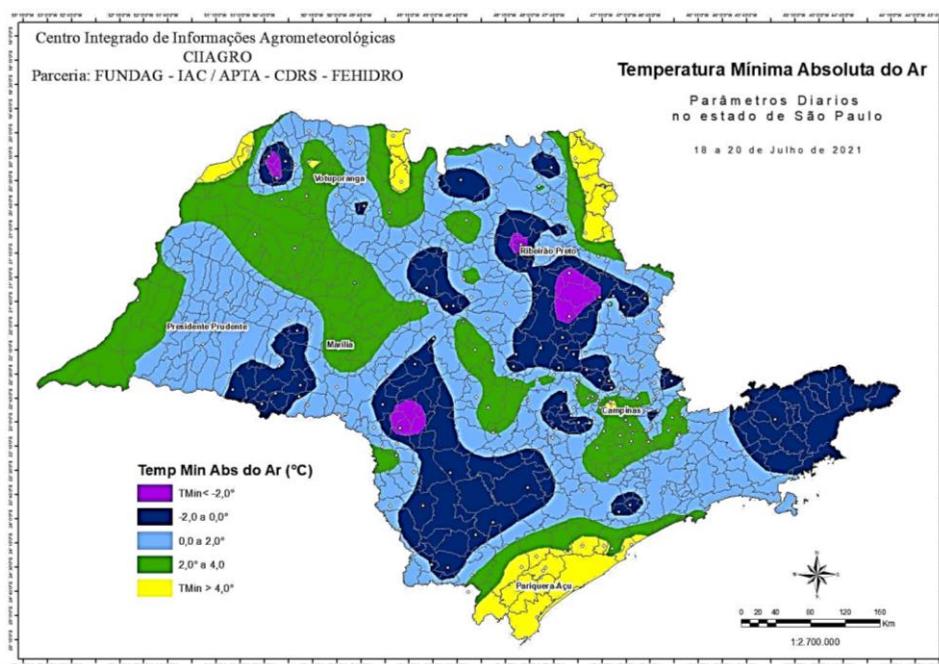 Centro Integrado de Informações Agrometeorológicas
CIIAGRO
Parceria: FUNDAG - IAC / APTA - CDRS - FEHIDRO
Temperatura Mínima Absoluta do Ar
Parâmetros Diarios
no estado de São Paulo
18 a 20 de Julho de 2021
Votuporanga
Ribeirão Preto
Presidente Prudente
Marília
Campinas
Pariquera Açu
Temp Min Abs do Ar (°C)
TMin< -2,0°
-2,0 a 0,0°
0,0 a 2,0°
2,0° a 4,0
TMin > 4,0°
0 20 40 80 120 160
Km
1:2.700.000